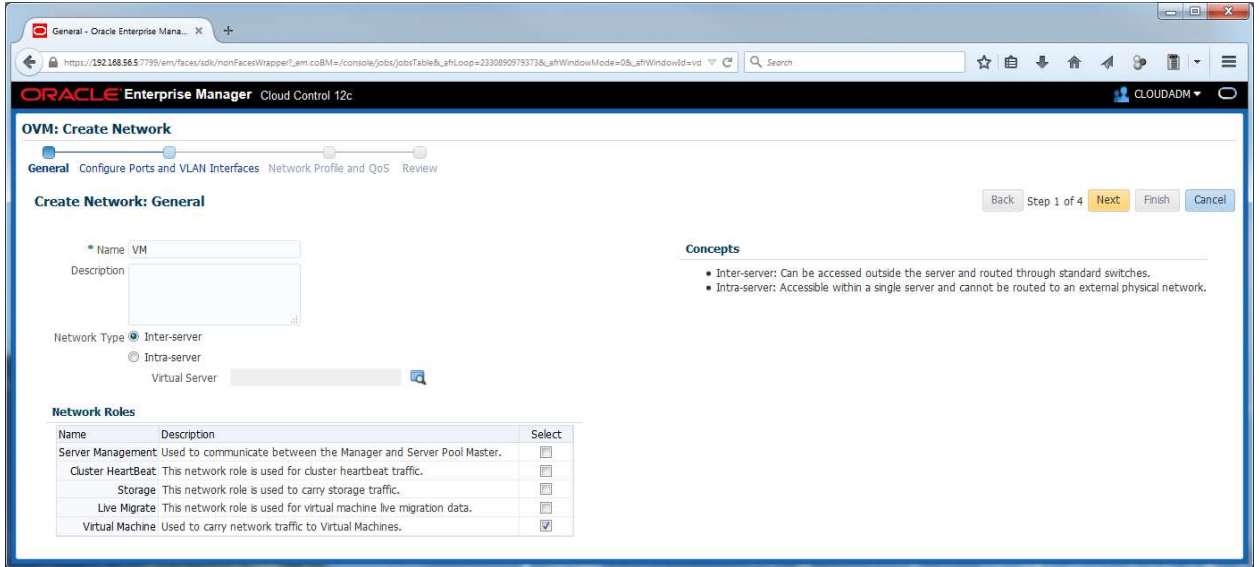 General - Oracle Enterprise Mana...
https://192.168.56.5:7799/em/faces/sdk/nonFacesWrapper?_em.coBM=/console/jobs/jobsTable&_afrLoop=2330890979373&_afrWindowMode=0&_afrWindowId=vd
Search
ORACLE Enterprise Manager Cloud Control 12c
CLOUDADM
OVM: Create Network
General Configure Ports and VLAN Interfaces Network Profile and QoS Review
Create Network: General
Back Step 1 of 4 Next Finish Cancel
* Name VM
Description
Network Type Inter-server
Intra-server
Virtual Server
Concepts
• Inter-server: Can be accessed outside the server and routed through standard switches.
• Intra-server: Accessible within a single server and cannot be routed to an external physical network.
Network Roles
Name Description Select
Server Management Used to communicate between the Manager and Server Pool Master.
Cluster HeartBeat This network role is used for cluster heartbeat traffic.
Storage This network role is used to carry storage traffic.
Live Migrate This network role is used for virtual machine live migration data.
Virtual Machine Used to carry network traffic to Virtual Machines.